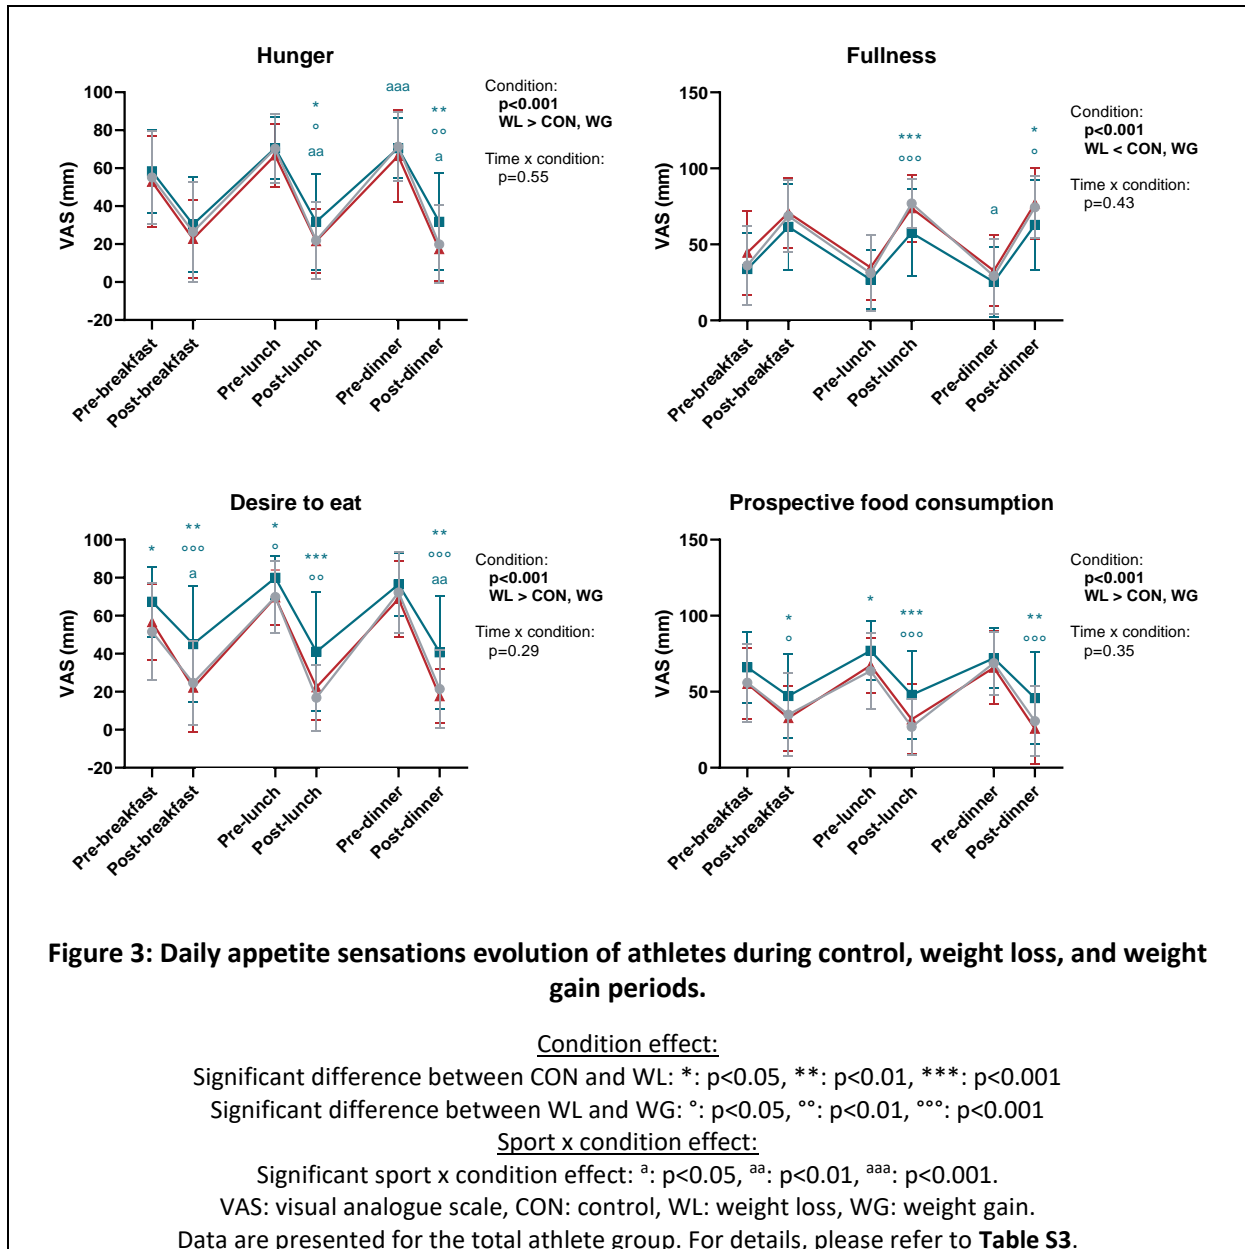 Hunger
100
80
60
40
20
0
-20
VAS (mm)
*
°
aa
aaa
**
°°
a
Condition:
p<0.001
WL > CON, WG
Time x condition:
p=0.55
Pre-breakfast
Post-breakfast
Pre-lunch
Post-lunch
Pre-dinner
Post-dinner
Fullness
150
100
50
0
VAS (mm)
***
°°°
a
*
°
Condition:
p<0.001
WL < CON, WG
Time x condition:
p=0.43
Pre-breakfast
Post-breakfast
Pre-lunch
Post-lunch
Pre-dinner
Post-dinner
Desire to eat
100
80
60
40
20
0
-20
VAS (mm)
*
**
°°°
a
*
°
***
°°
**
°°°
aa
Condition:
p<0.001
WL > CON, WG
Time x condition:
p=0.29
Pre-breakfast
Post-breakfast
Pre-lunch
Post-lunch
Pre-dinner
Post-dinner
Prospective food consumption
150
100
50
0
VAS (mm)
*
°
*
***
°°°
**
°°°
Condition:
p<0.001
WL > CON, WG
Time x condition:
p=0.35
Pre-breakfast
Post-breakfast
Pre-lunch
Post-lunch
Pre-dinner
Post-dinner
Figure 3: Daily appetite sensations evolution of athletes during control, weight loss, and weight
gain periods.
Condition effect:
Significant difference between CON and WL: *: p<0.05, **: p<0.01, ***: p<0.001
Significant difference between WL and WG: °: p<0.05, °°: p<0.01, °°°: p<0.001
Sport x condition effect:
Significant sport x condition effect: a: p<0.05, aa: p<0.01, aaa: p<0.001.
VAS: visual analogue scale, CON: control, WL: weight loss, WG: weight gain.
Data are presented for the total athlete group. For details, please refer to Table S3.